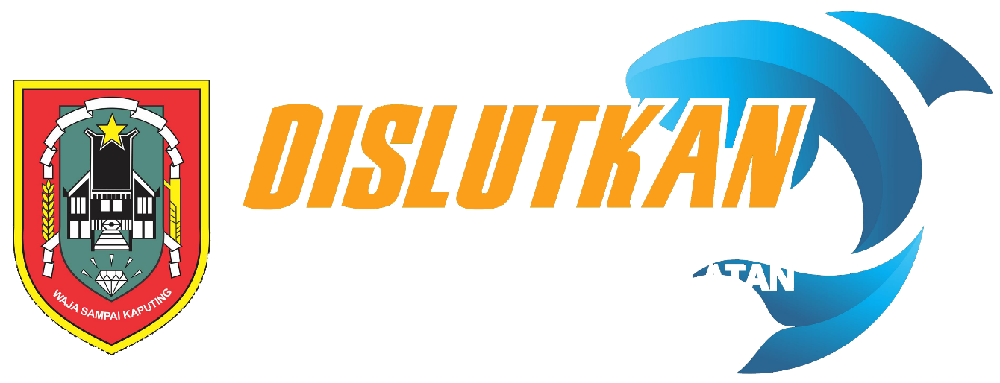 DISLUTKAN
WAJA SAMPAI KAPUTING